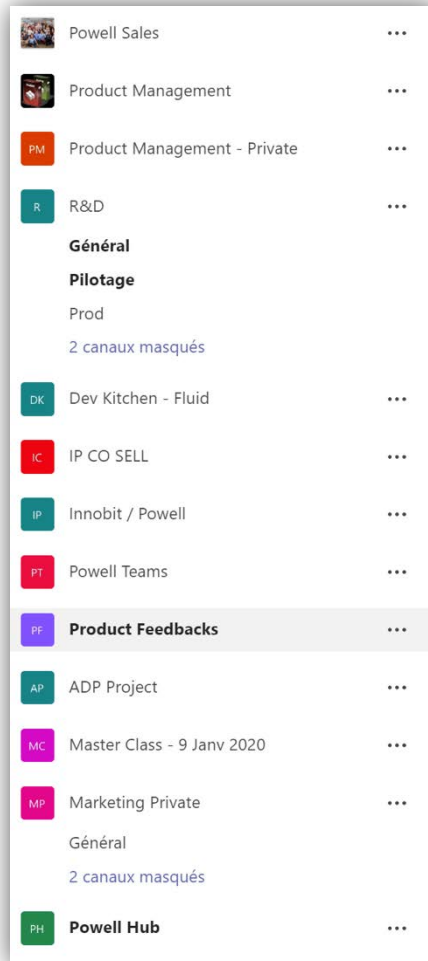 Powell Sales ...
Product Management ...
PM Product Management - Private ...
R R&D ...
Général
Pilotage
Prod
2 canaux masqués
DK Dev Kitchen - Fluid ...
IC IP CO SELL ...
IP Innobit / Powell ...
PT Powell Teams ...
PF Product Feedbacks ...
AP ADP Project ...
MC Master Class - 9 Janv 2020 ...
MP Marketing Private ...
Général
2 canaux masqués
PH Powell Hub ...